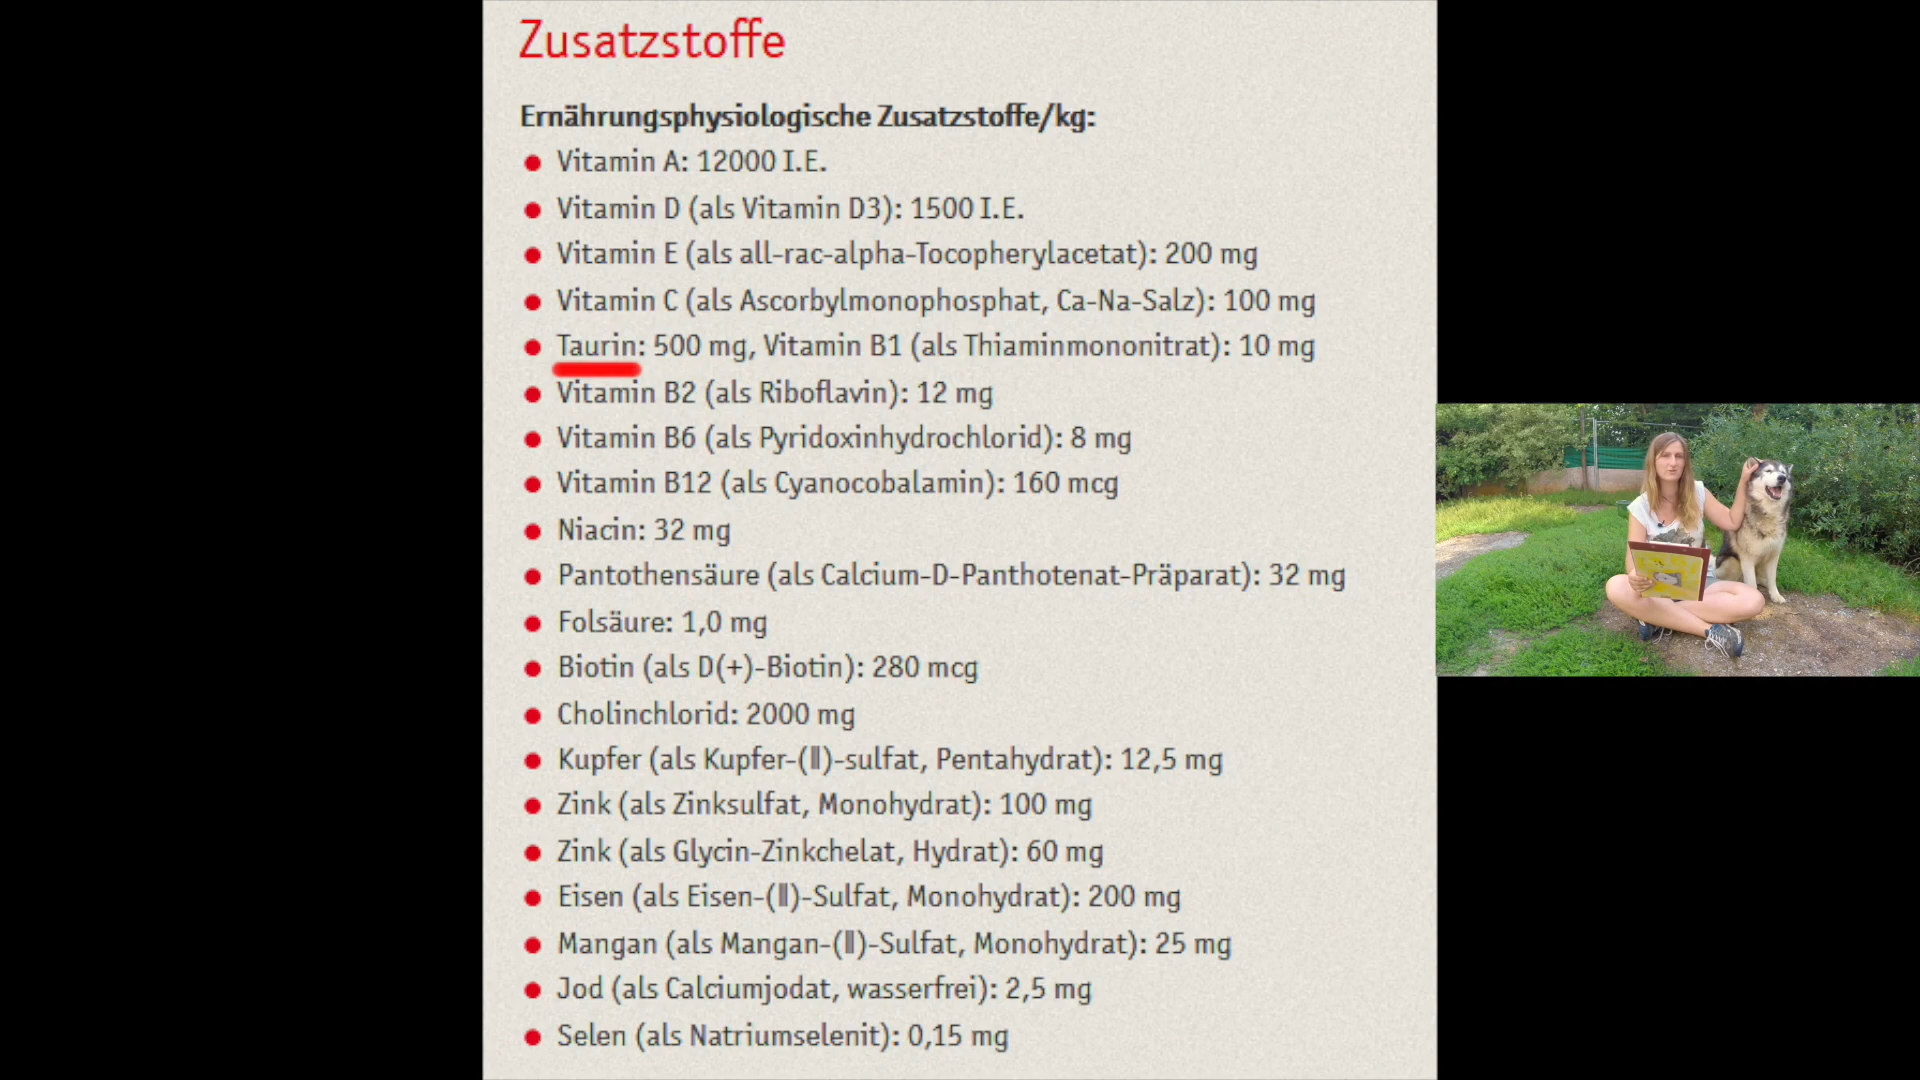 Zusatzstoffe
Ernährungsphysiologische Zusatzstoffe/kg:
Vitamin A: 12000 I.E.
Vitamin D (als Vitamin D3): 1500 I.E.
Vitamin E (als all-rac-alpha-Tocopherylacetat): 200 mg
Vitamin C (als Ascorbylmonophosphat, Ca-Na-Salz): 100 mg
Taurin: 500 mg, Vitamin B1 (als Thiaminmononitrat): 10 mg
Vitamin B2 (als Riboflavin): 12 mg
Vitamin B6 (als Pyridoxinhydrochlorid): 8 mg
Vitamin B12 (als Cyanocobalamin): 160 mcg
Niacin: 32 mg
Pantothensäure (als Calcium-D-Panthotenat-Präparat): 32 mg
Folsäure: 1,0 mg
Biotin (als D(+)-Biotin): 280 mcg
Cholinchlorid: 2000 mg
Kupfer (als Kupfer-(II)-sulfat, Pentahydrat): 12,5 mg
Zink (als Zinksulfat, Monohydrat): 100 mg
Zink (als Glycin-Zinkchelat, Hydrat): 60 mg
Eisen (als Eisen-(II)-Sulfat, Monohydrat): 200 mg
Mangan (als Mangan-(II)-Sulfat, Monohydrat): 25 mg
Jod (als Calciumjodat, wasserfrei): 2,5 mg
Selen (als Natriumselenit): 0,15 mg